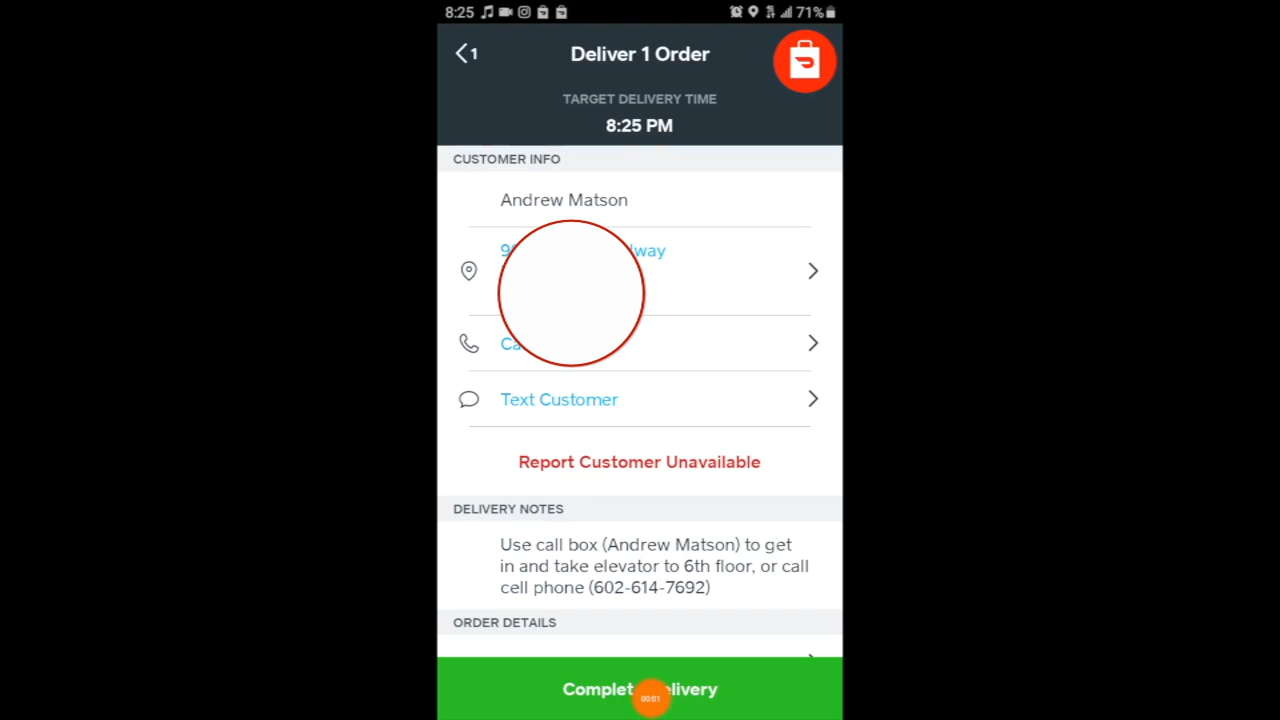 8:25 71%
1 Deliver 1 Order
TARGET DELIVERY TIME
8:25 PM
CUSTOMER INFO
Andrew Matson
Text Customer
Report Customer Unavailable
DELIVERY NOTES
Use call box (Andrew Matson) to get
in and take elevator to 6th floor, or call
cell phone (602-614-7692)
ORDER DETAILS
00:01